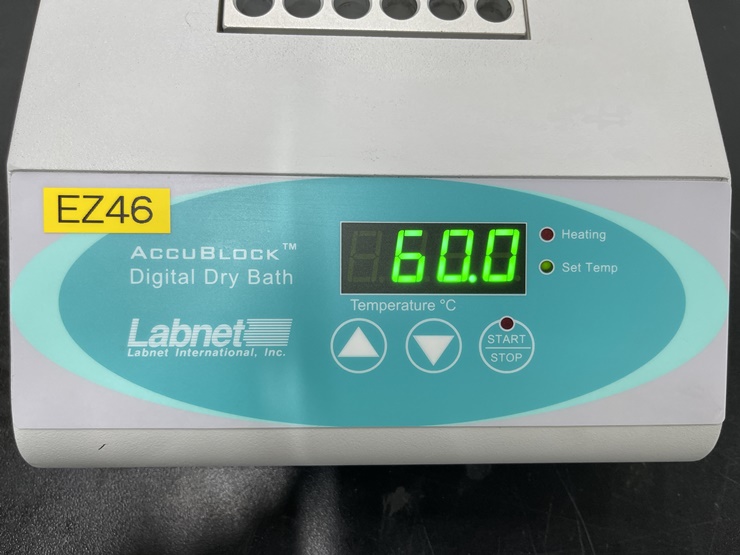 EZ46
ACCUBLOCK™
Digital Dry Bath
60.0
Heating
Set Temp
Temperature °C
Labnet
Labnet International, Inc.
START
STOP